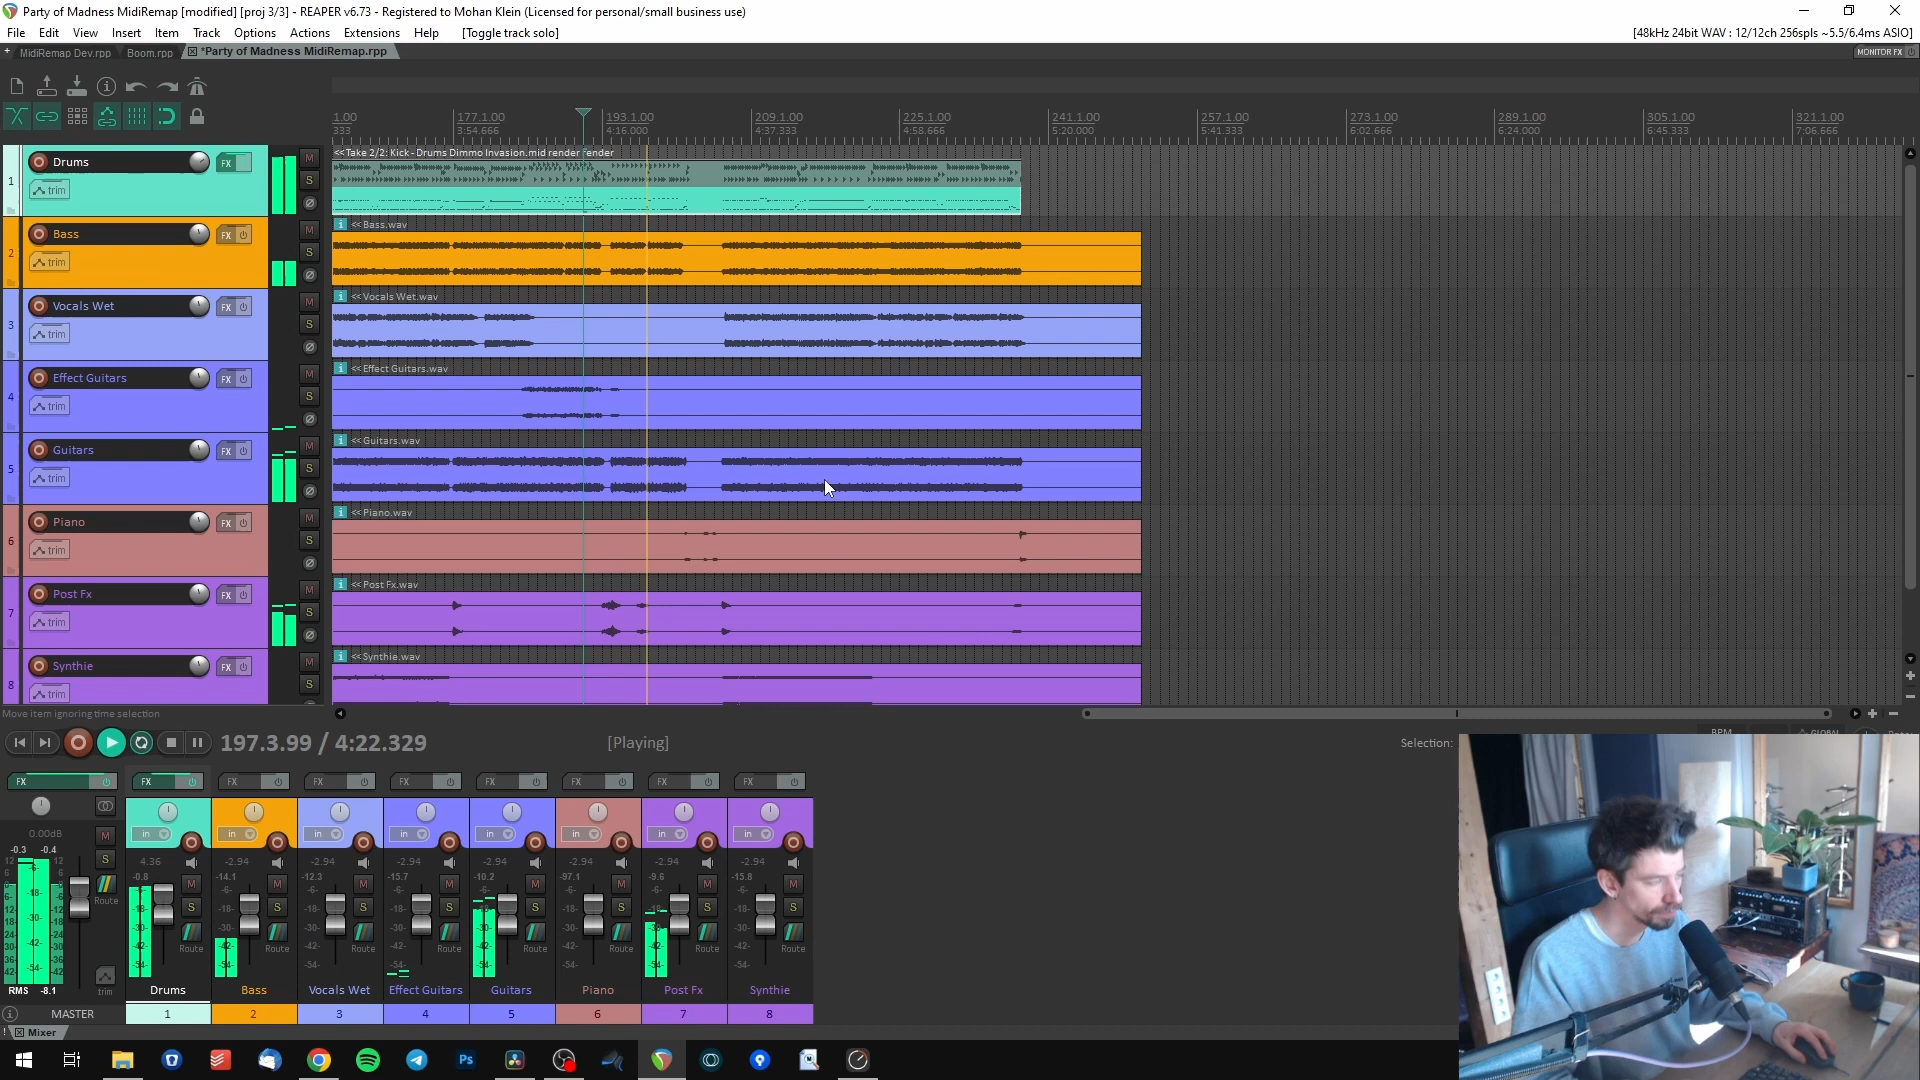 Party of Madness MidiRemap [modified] [proj 3/3] - REAPER v6.73 - Registered to Mohan Klein (Licensed for personal/small business use)
File Edit View Insert Item Track Options Actions Extensions Help [Toggle track solo]
[48kHz 24bit WAV : 12/12ch 256spls ~5.5/6.4ms ASIO]
+ MidiRemap Dev.rpp Boom.rpp *Party of Madness MidiRemap.rpp
MONITOR FX
1.00 177.1.00 193.1.00 209.1.00 225.1.00 241.1.00 257.1.00 273.1.00 289.1.00 305.1.00 321.1.00
333 3:54.666 4:16.000 4:37.333 4:58.666 5:20.000 5:41.333 6:02.666 6:24.000 6:45.333 7:06.666
<<Take 2/2: Kick - Drums Dimmo Invasion.mid render render
1 Drums FX M
trim S
<<Bass.wav
2 Bass FX M
trim S
<<Vocals Wet.wav
3 Vocals Wet FX M
trim S
<<Effect Guitars.wav
4 Effect Guitars FX M
trim S
<<Guitars.wav
5 Guitars FX M
trim S
<<Piano.wav
6 Piano FX M
trim S
<<Post Fx.wav
7 Post Fx FX M
trim S
<<Synthie.wav
8 Synthie FX M
trim S
Move item ignoring time selection
197.3.99 / 4:22.329
[Playing]
Selection:
BPM
GLOBAL
FX FX FX FX FX FX FX FX FX
in in in in in in in in
0.00dB 4.36 -2.94 -2.94 -2.94 -2.94 -2.94 -2.94 -2.94
-0.3 -0.4 -0.8 -14.1 -12.3 -15.7 -10.2 -97.1 -9.6 -15.8
M M M M M M M M M
S S S S S S S S S
Route Route Route Route Route Route Route Route Route
RMS -8.1 trim
Drums Bass Vocals Wet Effect Guitars Guitars Piano Post Fx Synthie
MASTER 1 2 3 4 5 6 7 8
! Mixer
Ps